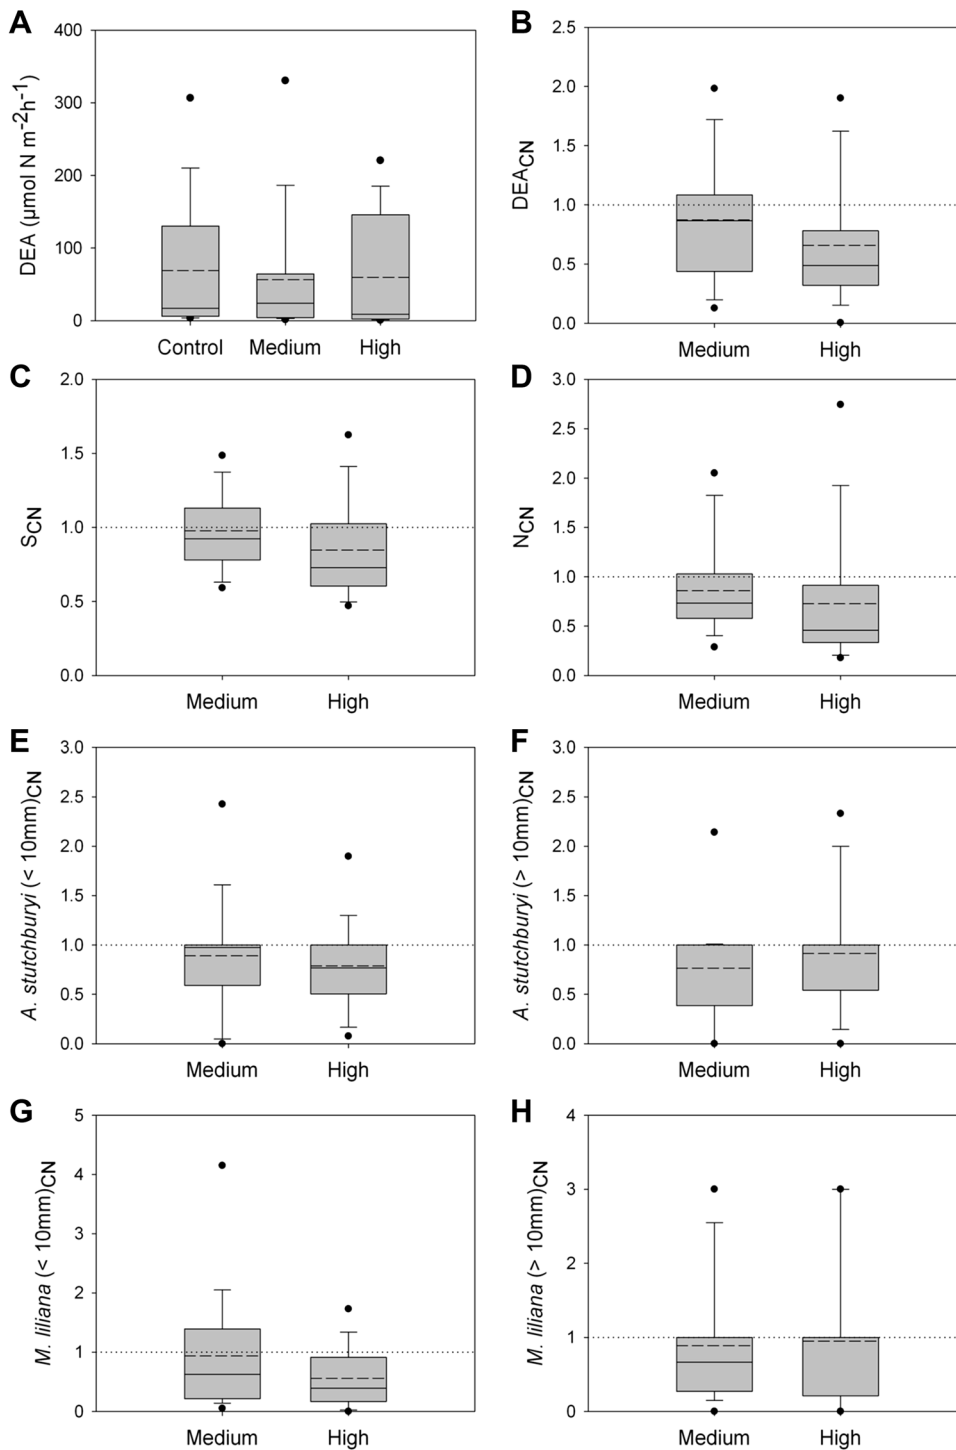 A
B
DEA (µmol N m-2h-1)
400
300
200
100
0
Control Medium High
DEACN
2.5
2.0
1.5
1.0
0.5
0.0
Medium High
C
D
SCN
2.0
1.5
1.0
0.5
0.0
Medium High
NCN
3.0
2.5
2.0
1.5
1.0
0.5
0.0
Medium High
E
F
A. stutchburyi (< 10mm)CN
3.0
2.5
2.0
1.5
1.0
0.5
0.0
Medium High
A. stutchburyi (> 10mm)CN
3.0
2.5
2.0
1.5
1.0
0.5
0.0
Medium High
G
H
M. liliana (< 10mm)CN
5
4
3
2
1
0
Medium High
M. liliana (> 10mm)CN
4
3
2
1
0
Medium High